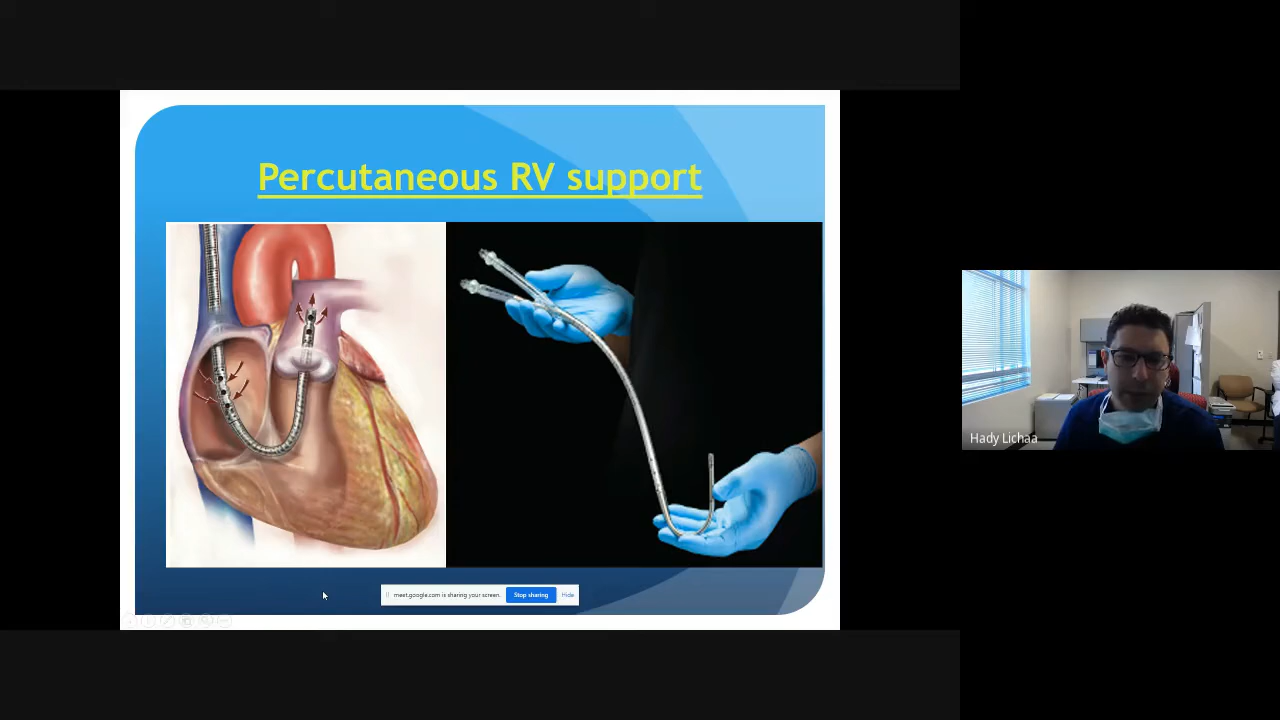 Percutaneous RV support
Hady Lichaa
meet.google.com is sharing your screen.
Stop sharing
Hide